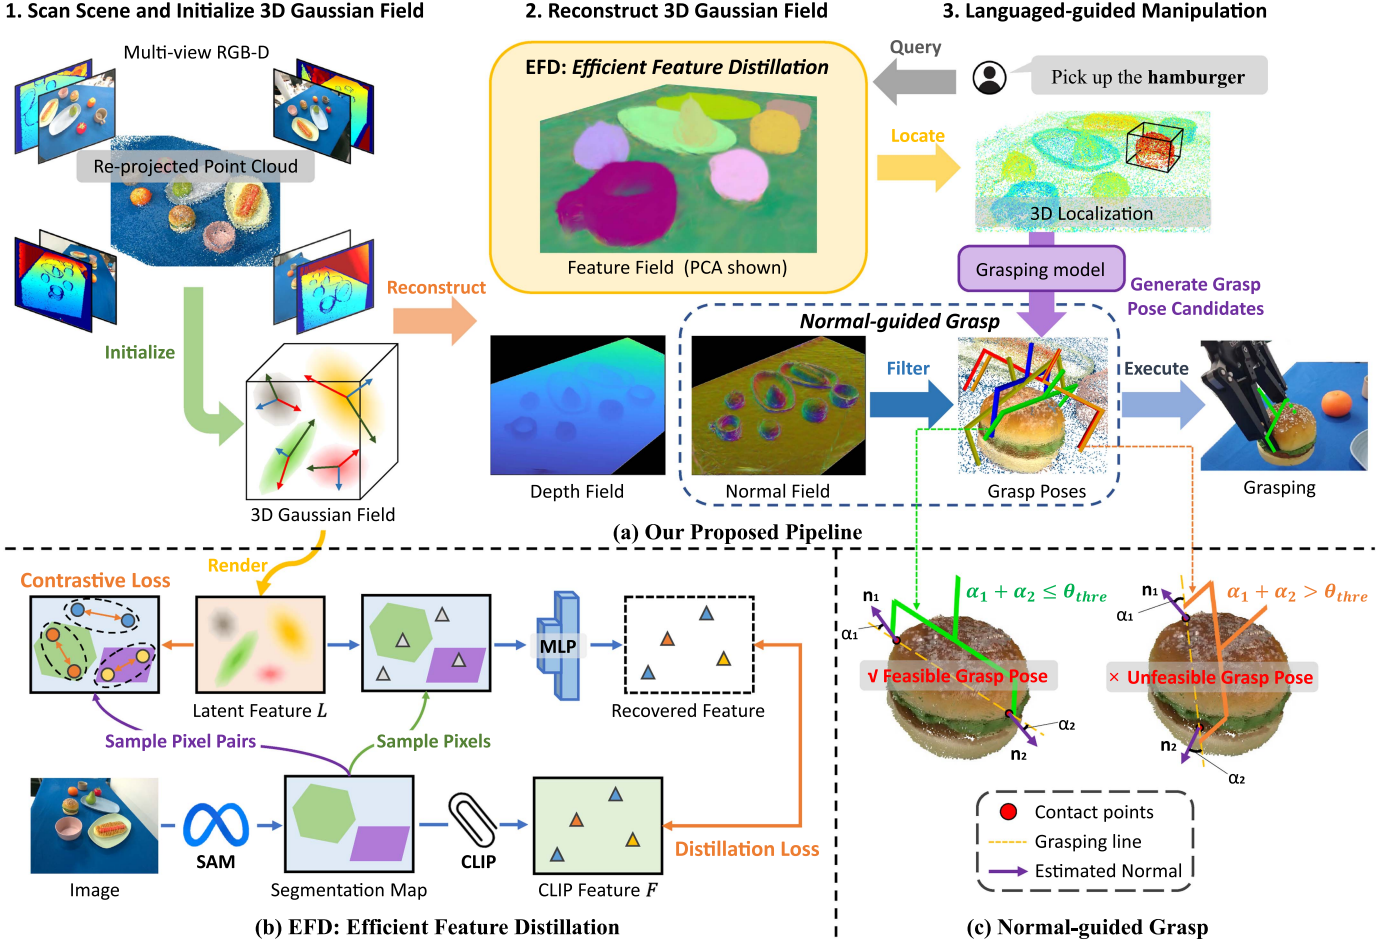 1. Scan Scene and Initialize 3D Gaussian Field
2. Reconstruct 3D Gaussian Field
3. Languaged-guided Manipulation
Multi-view RGB-D
Re-projected Point Cloud
Initialize
Reconstruct
3D Gaussian Field
EFD: Efficient Feature Distillation
Feature Field (PCA shown)
Query
Pick up the hamburger
Locate
3D Localization
Grasping model
Generate Grasp
Pose Candidates
Normal-guided Grasp
Filter
Execute
Depth Field
Normal Field
Grasp Poses
Grasping
(a) Our Proposed Pipeline
Render
Contrastive Loss
MLP
Latent Feature L
Recovered Feature
Sample Pixel Pairs
Sample Pixels
SAM
CLIP
Distillation Loss
Image
Segmentation Map
CLIP Feature F
(b) EFD: Efficient Feature Distillation
n₁
α₁
α₁ + α₂ ≤ θthre
√ Feasible Grasp Pose
α₂
n₂
n₁
α₁
α₁ + α₂ > θthre
× Unfeasible Grasp Pose
n₂
α₂
Contact points
Grasping line
Estimated Normal
(c) Normal-guided Grasp